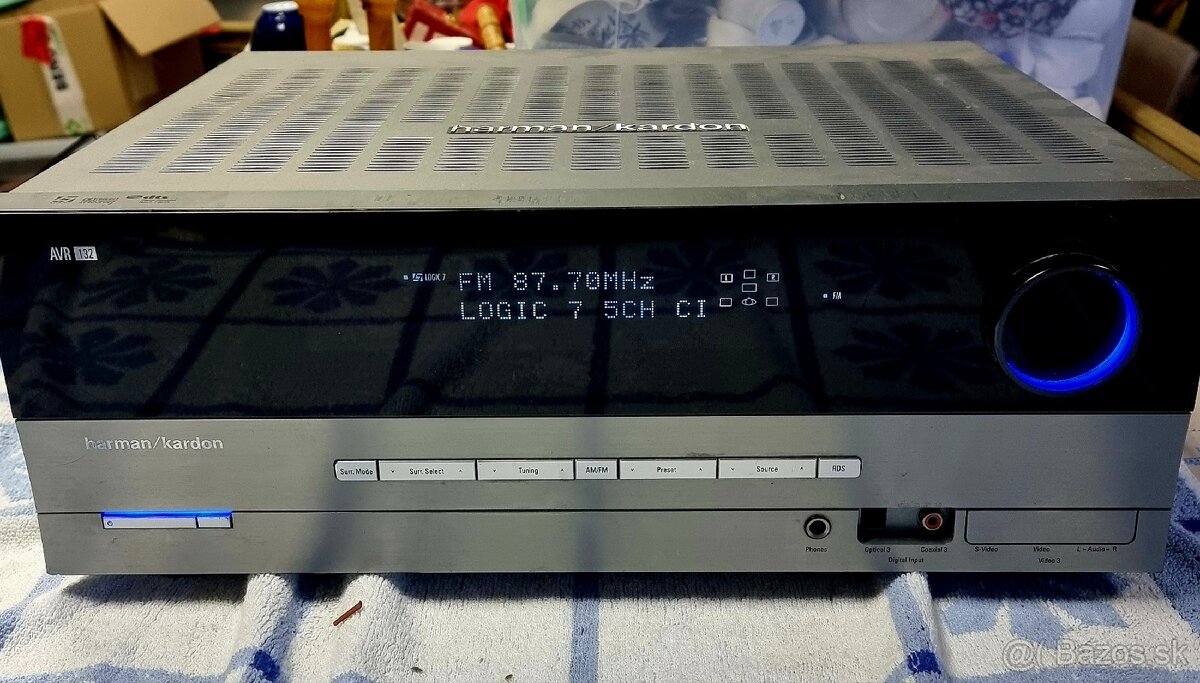 harman/kardon
dts
AVR 132
LOGIC 7
FM 87.70MHz
LOGIC 7 5CH CI
FM
harman/kardon
Surr. Mode
Surr. Select
Tuning
AM/FM
Preset
Source
RDS
Phones
Optical 3
Coaxial 3
Digital Input
S-Video
Video
L - Audio - R
Video 3
Bazos.sk